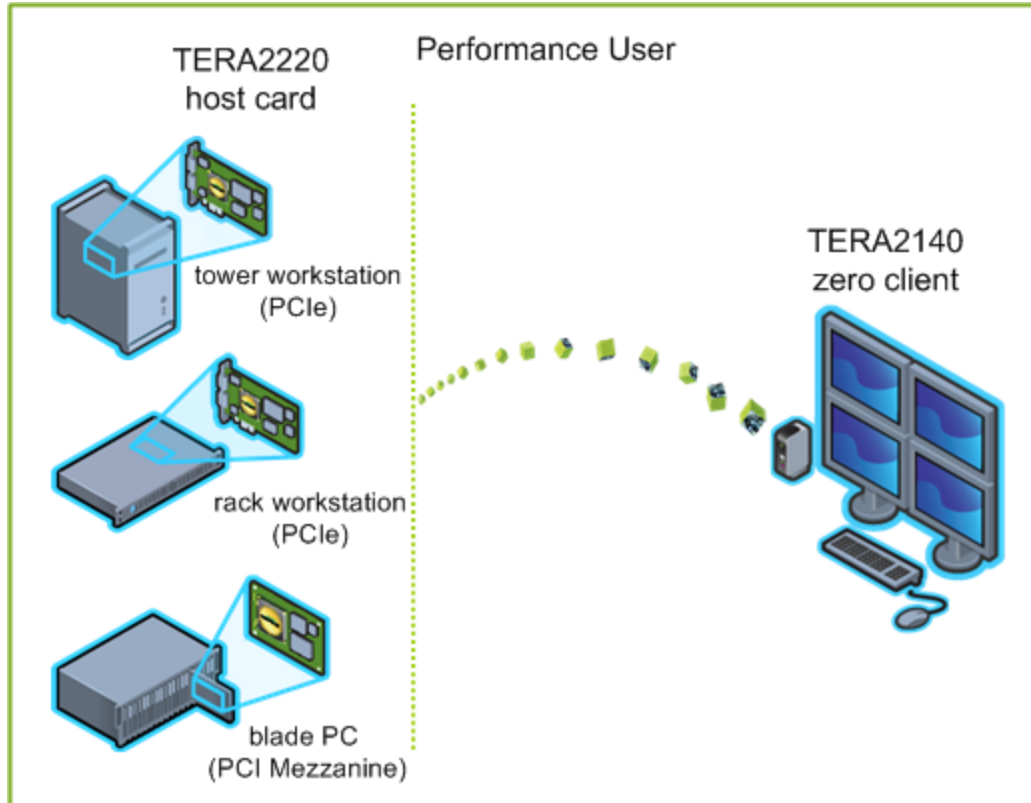 TERA2220
host card
Performance User
tower workstation
(PCIe)
TERA2140
zero client
rack workstation
(PCIe)
blade PC
(PCI Mezzanine)